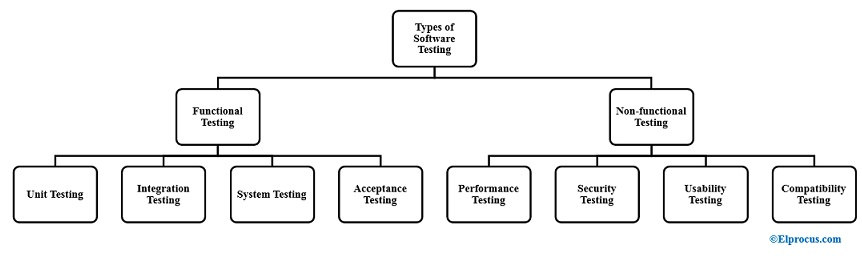 Types of
Software
Testing
Functional
Testing
Non-functional
Testing
Unit Testing
Integration
Testing
System Testing
Acceptance
Testing
Performance
Testing
Security
Testing
Usability
Testing
Compatibility
Testing
©Elprocus.com